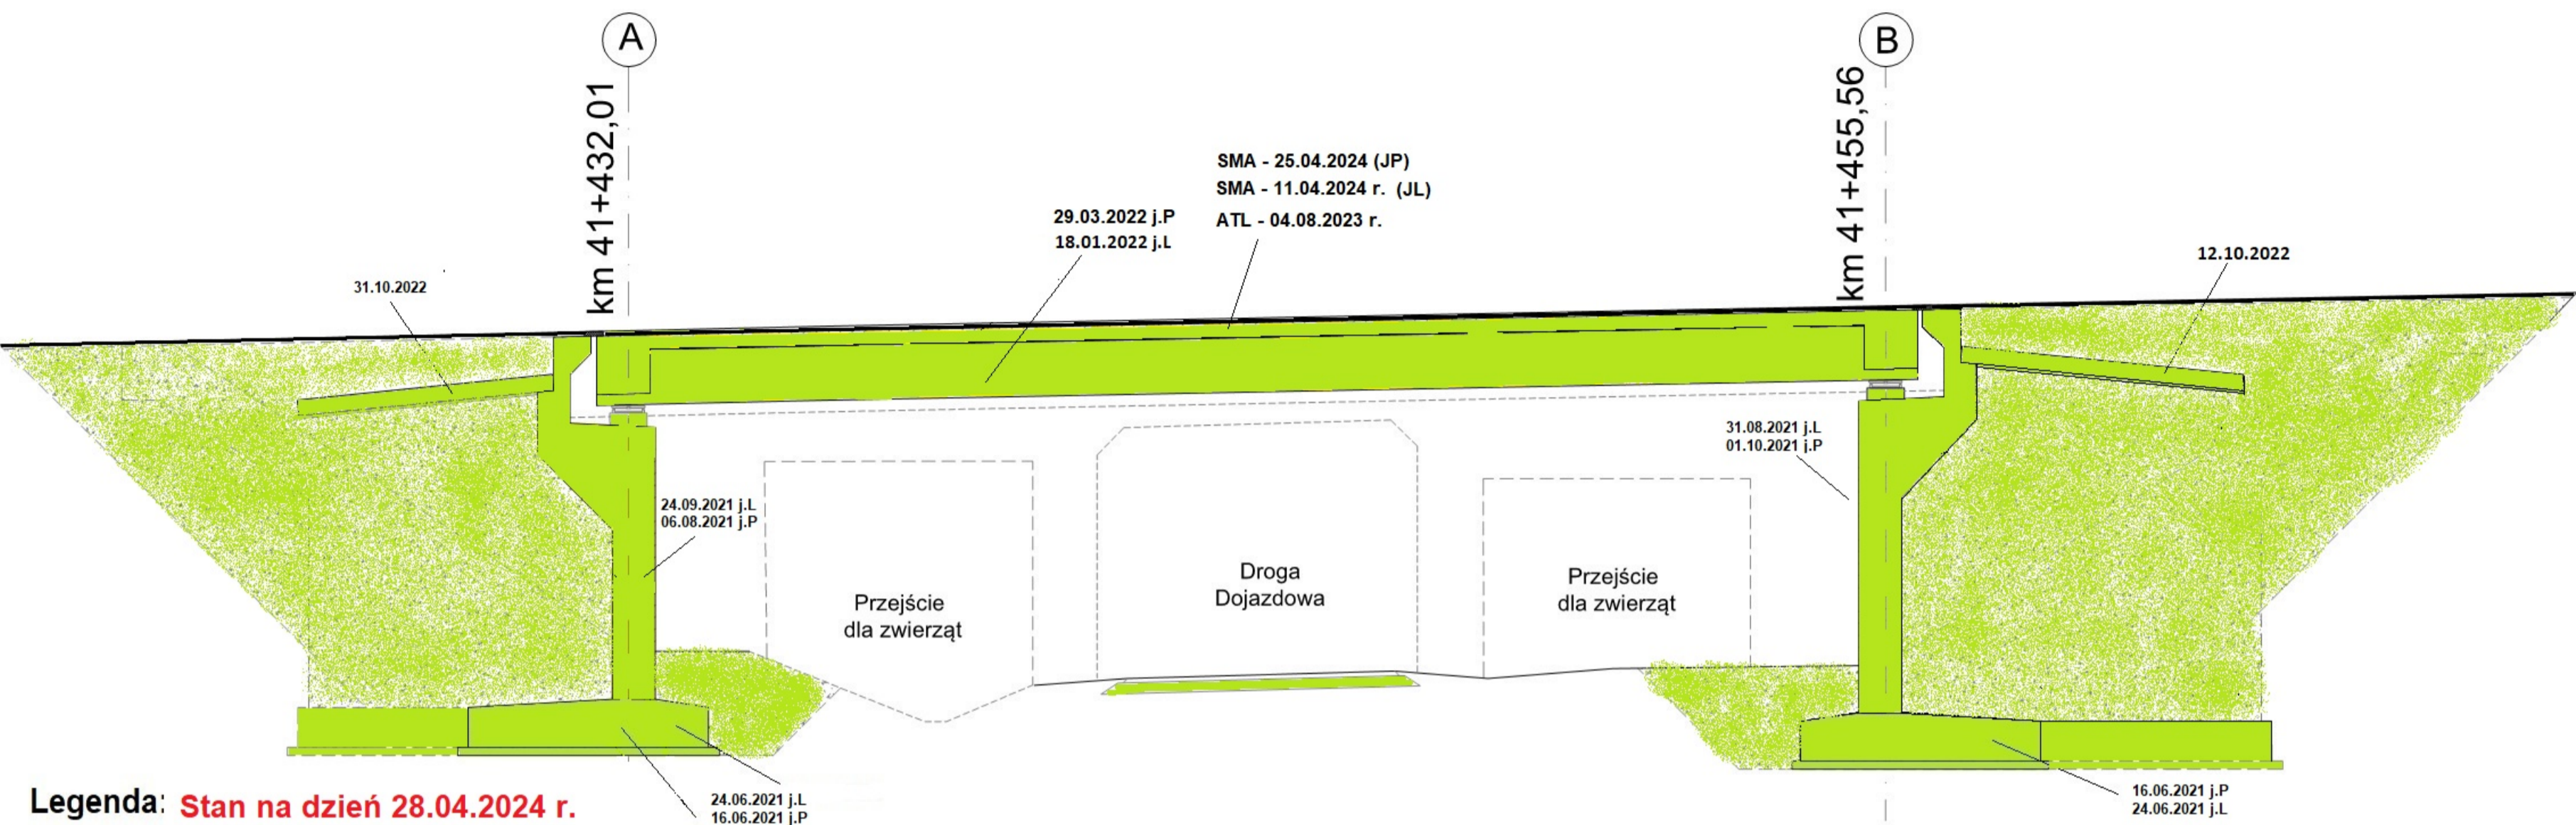 A
B
km 41+432,01
km 41+455,56
SMA - 25.04.2024 (JP)
SMA - 11.04.2024 r. (JL)
ATL - 04.08.2023 r.
29.03.2022 j.P
18.01.2022 j.L
12.10.2022
31.10.2022
31.08.2021 j.L
01.10.2021 j.P
24.09.2021 j.L
06.08.2021 j.P
Przejście
dla zwierząt
Droga
Dojazdowa
Przejście
dla zwierząt
24.06.2021 j.L
16.06.2021 j.P
16.06.2021 j.P
24.06.2021 j.L
Legenda: Stan na dzień 28.04.2024 r.